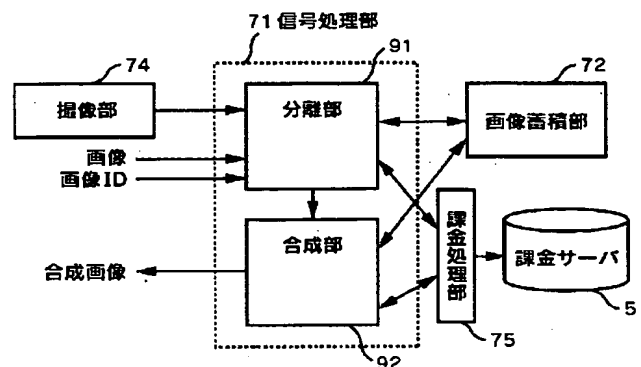 71 信号処理部
74
91
72
撮像部
分離部
画像蓄積部
画像
画像ID
合成部
課金処理部
課金サーバ
合成画像
5
75
92